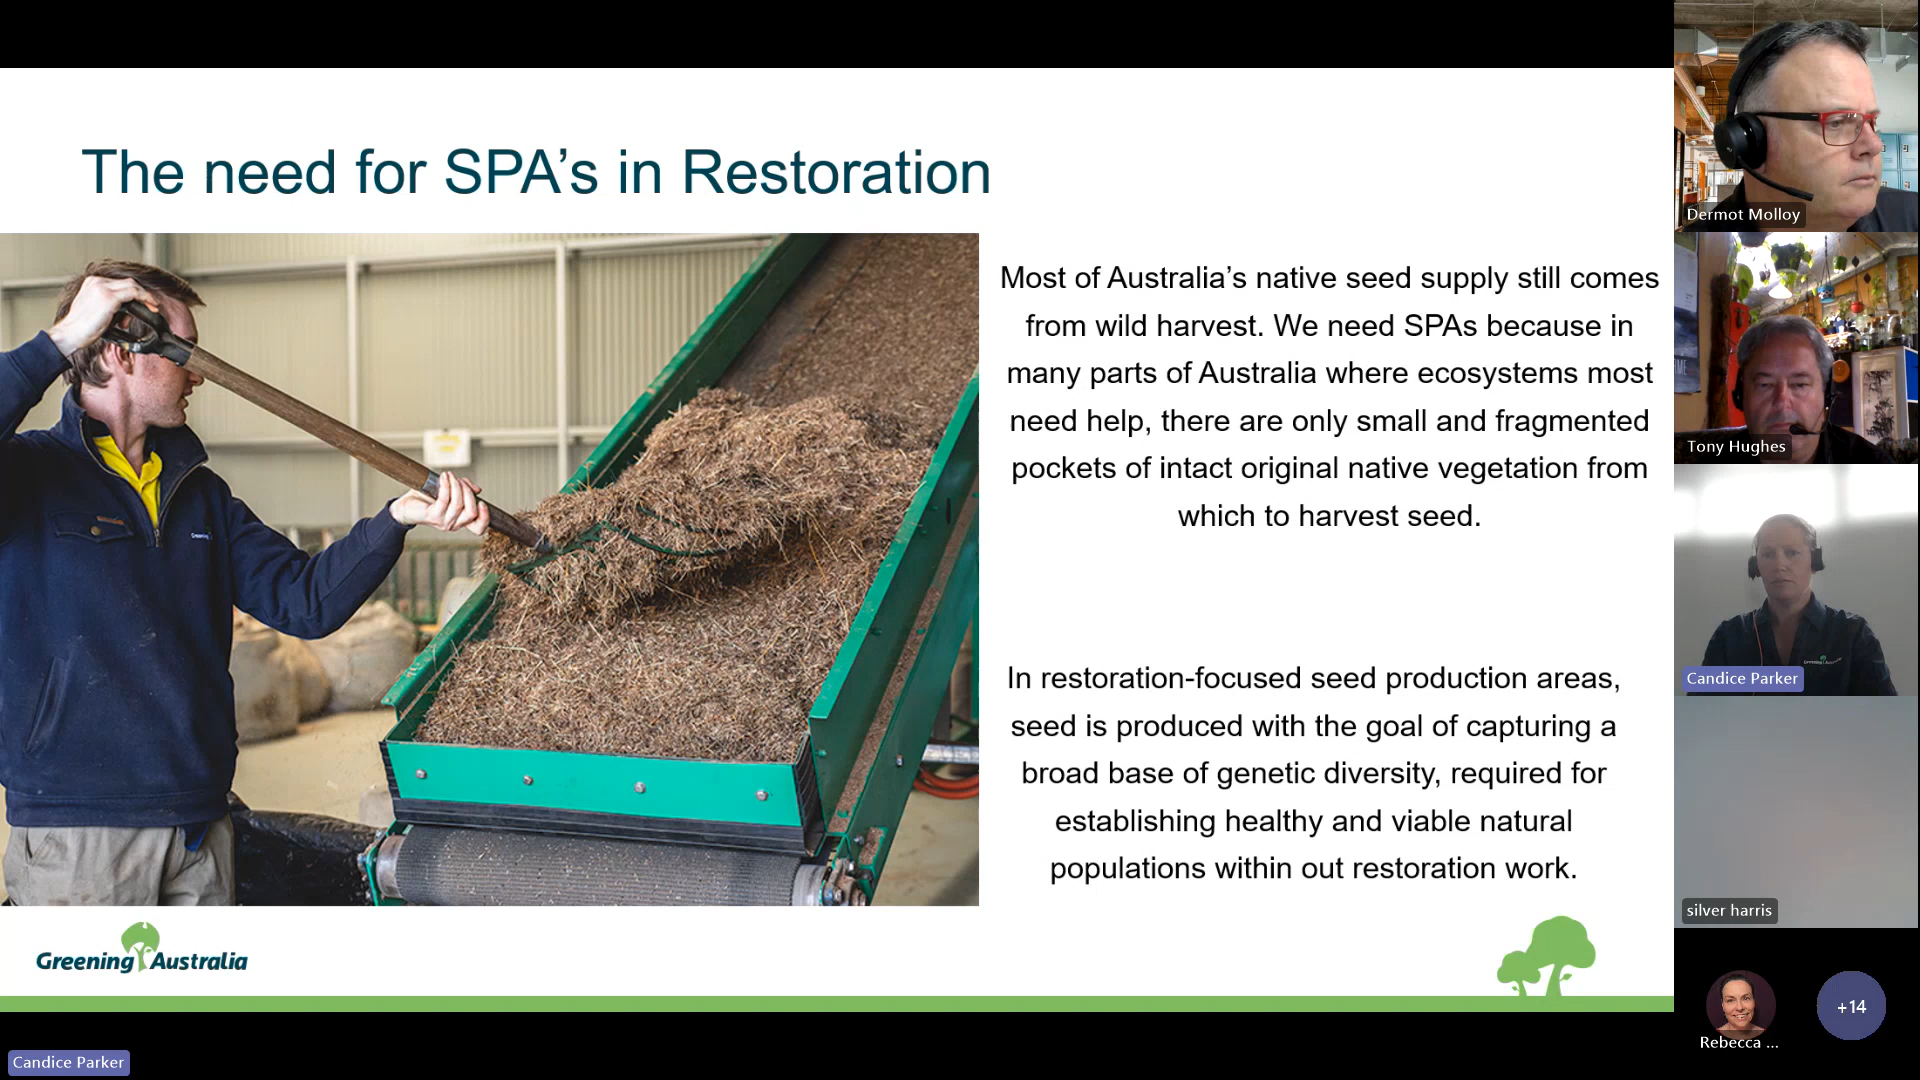 The need for SPA’s in Restoration
Most of Australia’s native seed supply still comes
from wild harvest. We need SPAs because in
many parts of Australia where ecosystems most
need help, there are only small and fragmented
pockets of intact original native vegetation from
which to harvest seed.
In restoration-focused seed production areas,
seed is produced with the goal of capturing a
broad base of genetic diversity, required for
establishing healthy and viable natural
populations within out restoration work.
Greening Australia
Candice Parker
Dermot Molloy
Tony Hughes
Candice Parker
silver harris
Rebecca ...
+14